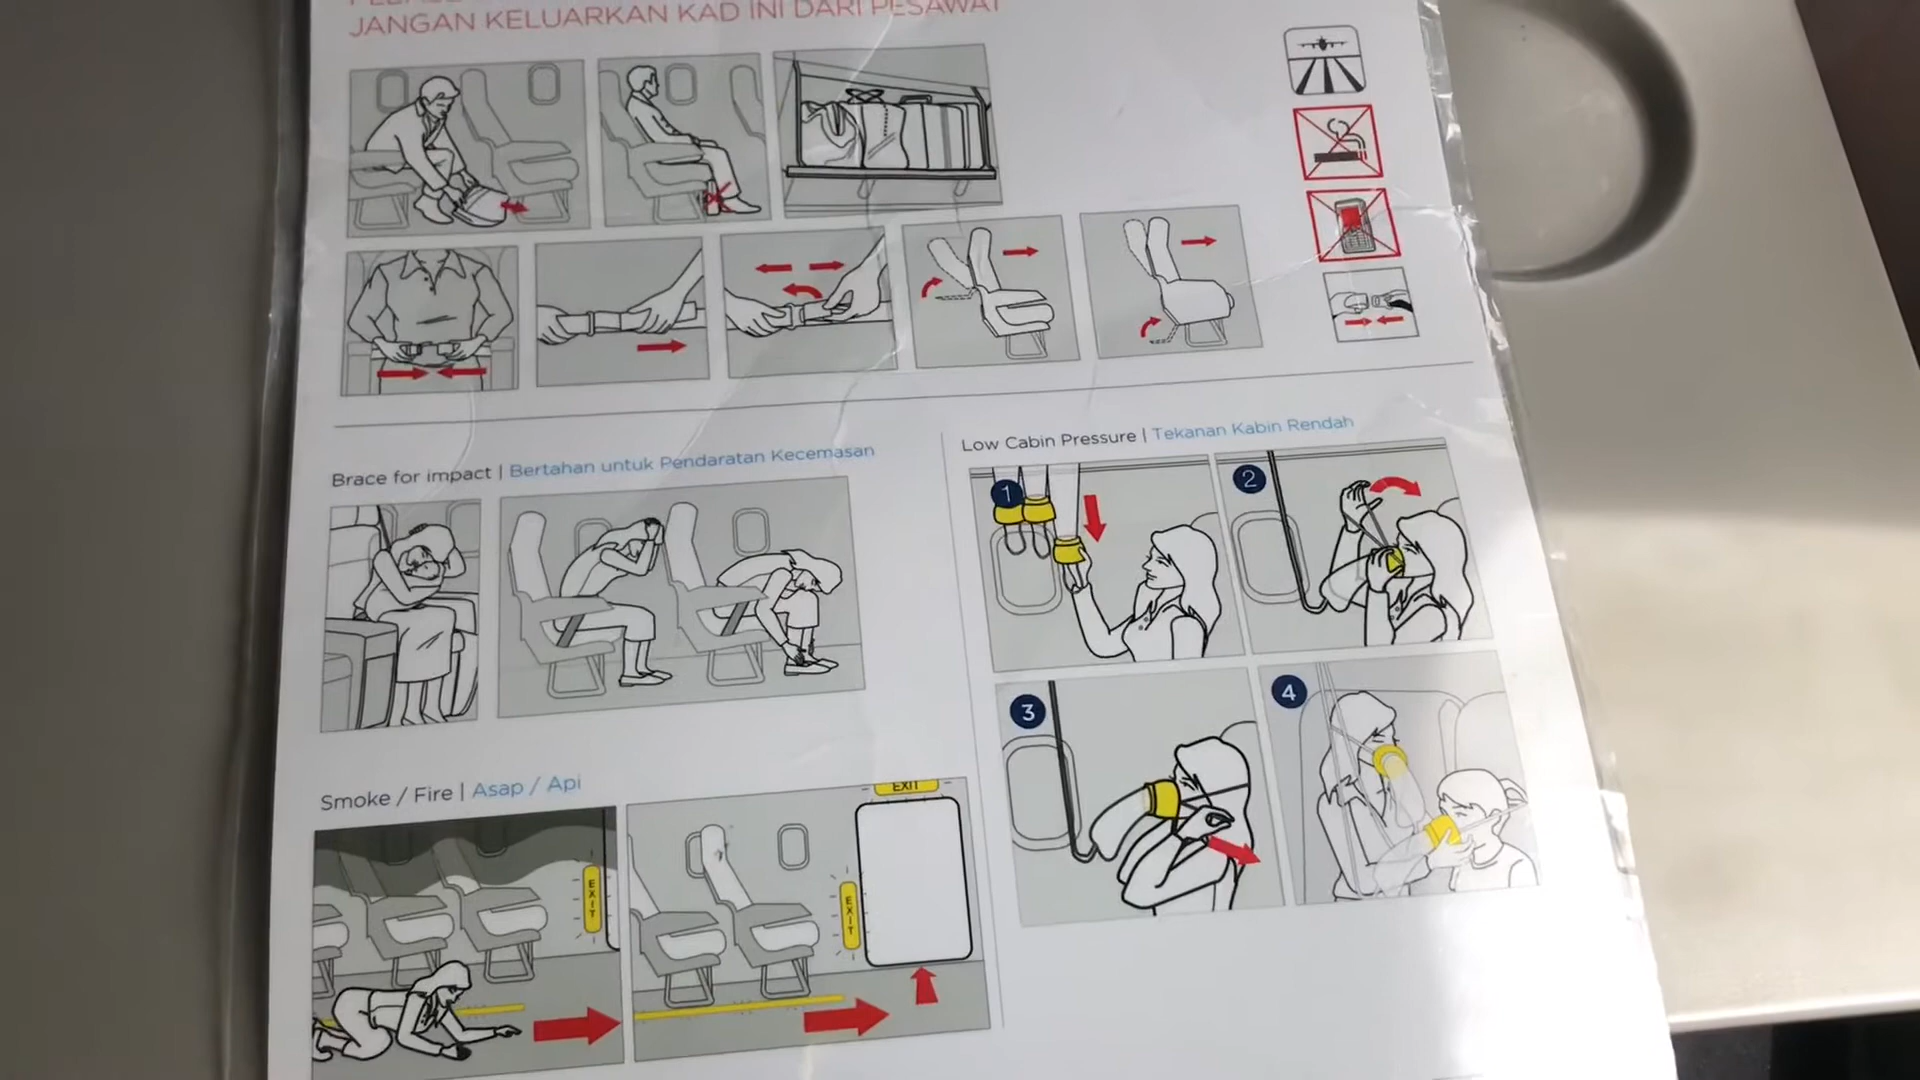 JANGAN KELUARKAN KAD INI DARI PESAWAT
Brace for impact | Bertahan untuk Pendaratan Kecemasan
Low Cabin Pressure | Tekanan Kabin Rendah
1
2
3
4
Smoke / Fire | Asap / Api
EXIT
EXIT
EXIT